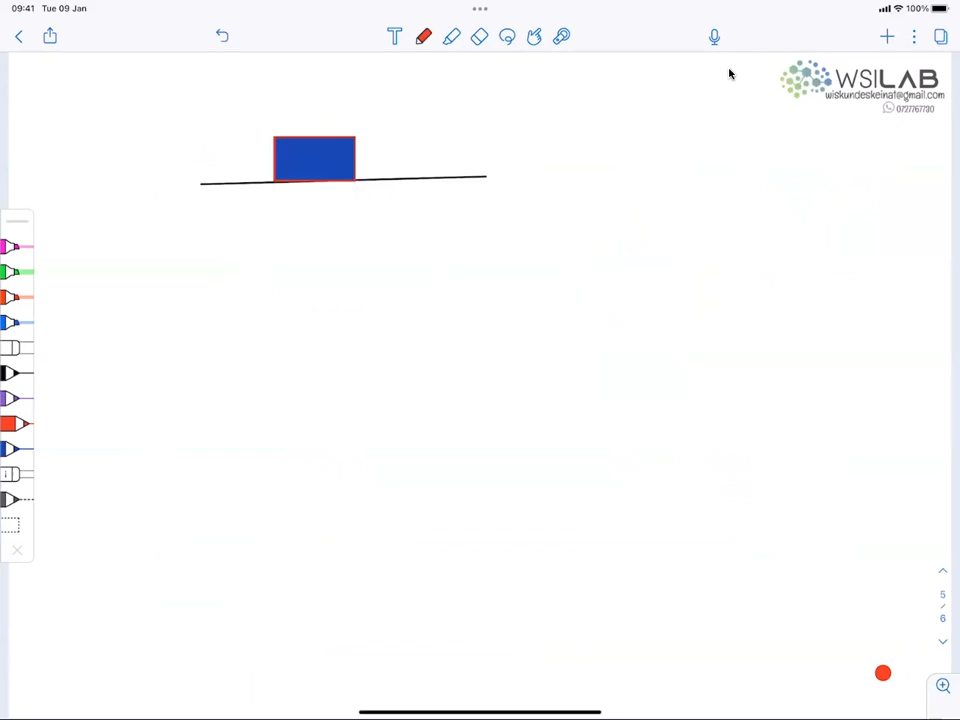 09:41 Tue 09 Jan
100%
T
WSILAB
wiskundeskeinat@gmail.com
0727767730
5
/
6